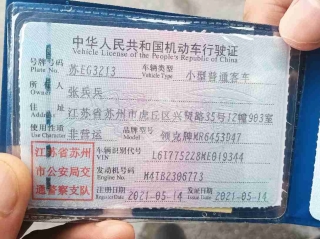 中华人民共和国机动车行驶证
Vehicle License of the People's Republic of China
号牌号码 苏EG3213 车辆类型 小型普通客车
Plate No. Vehicle Type
所有人 张兵兵
Owner
住址 江苏省苏州市虎丘区兴贤路35号12幢903室
Address
使用性质 非营运 品牌型号 领克牌MR6453D47
Use Character Model
江苏省苏州市公安局交通警察支队
车辆识别代号 L6T7752Z8ME019344
VIN
发动机号码 M4TB2306773
Engine No.
注册日期 2021-05-14 发证日期 2021-05-14